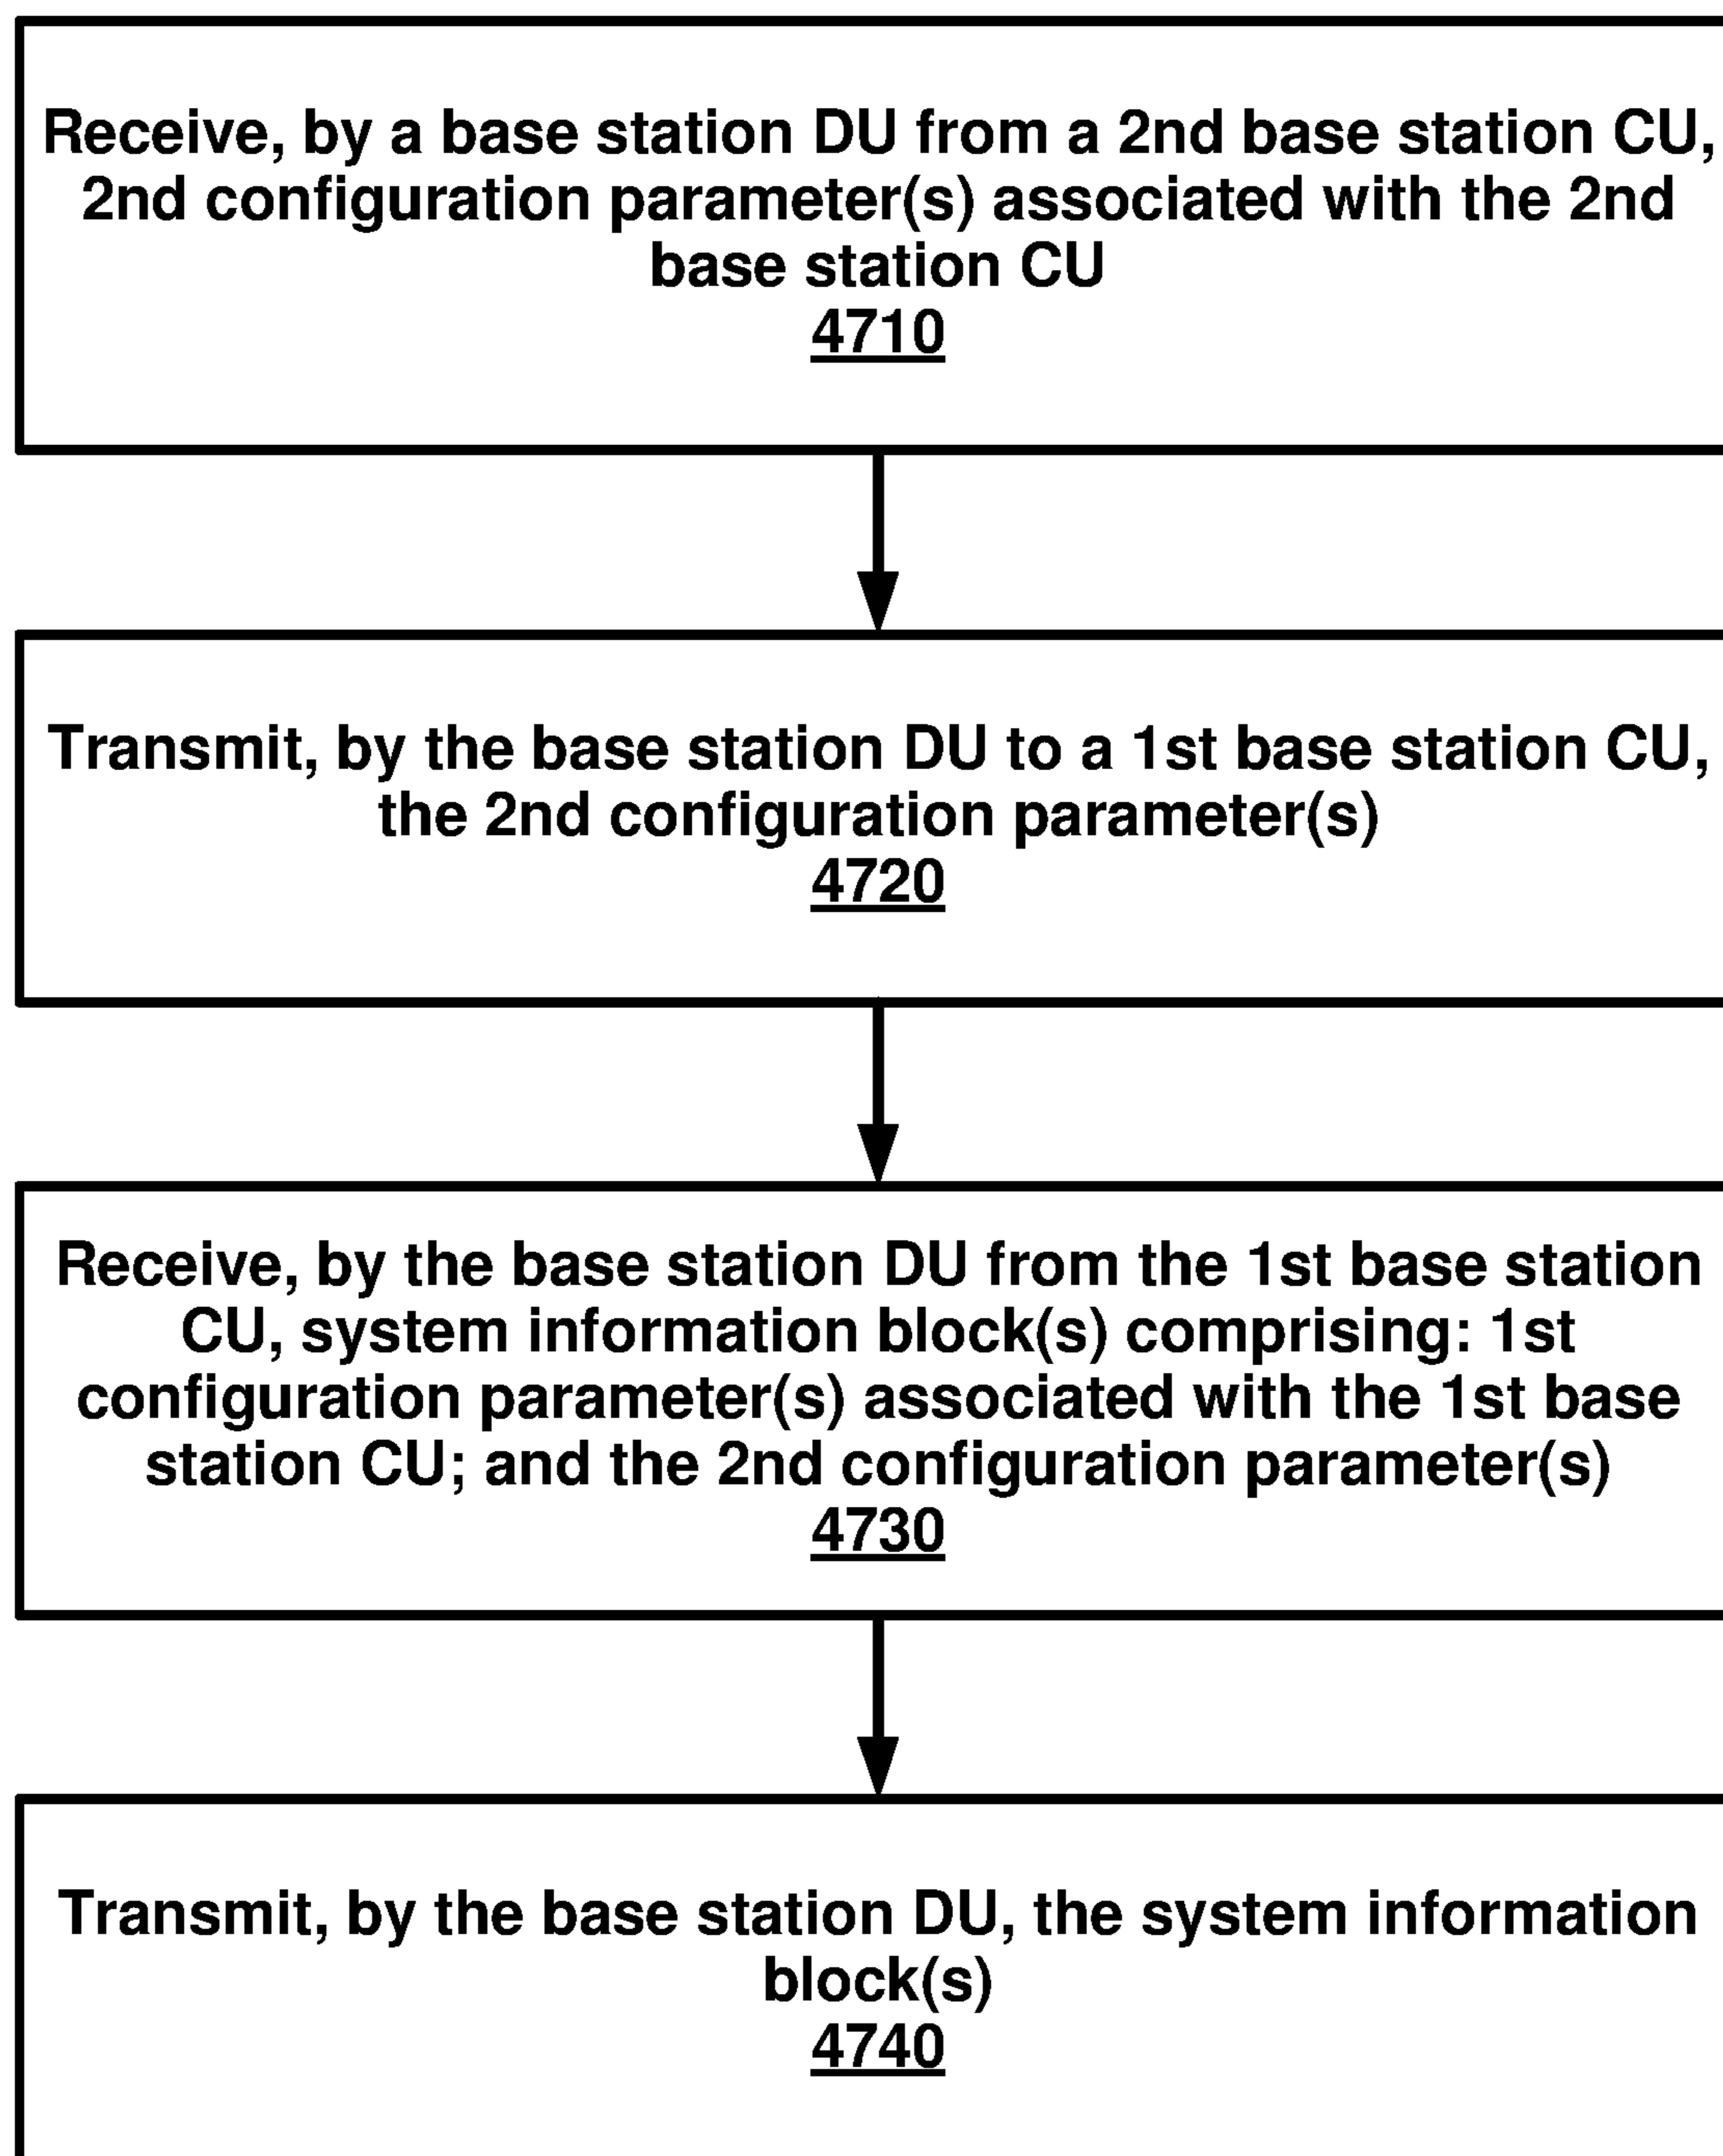 Receive, by a base station DU from a 2nd base station CU,
2nd configuration parameter(s) associated with the 2nd
base station CU
4710
Transmit, by the base station DU to a 1st base station CU,
the 2nd configuration parameter(s)
4720
Receive, by the base station DU from the 1st base station
CU, system information block(s) comprising: 1st
configuration parameter(s) associated with the 1st base
station CU; and the 2nd configuration parameter(s)
4730
Transmit, by the base station DU, the system information
block(s)
4740